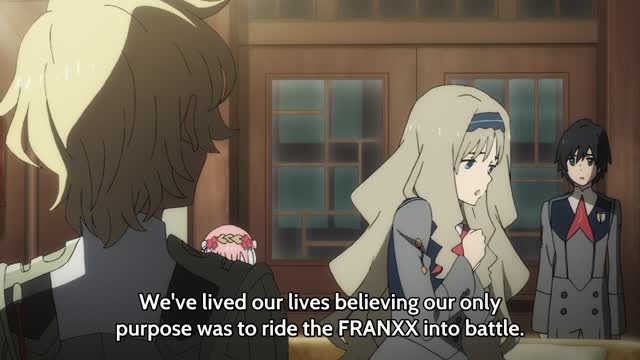 We've lived our lives believing our only
purpose was to ride the FRANXX into battle.